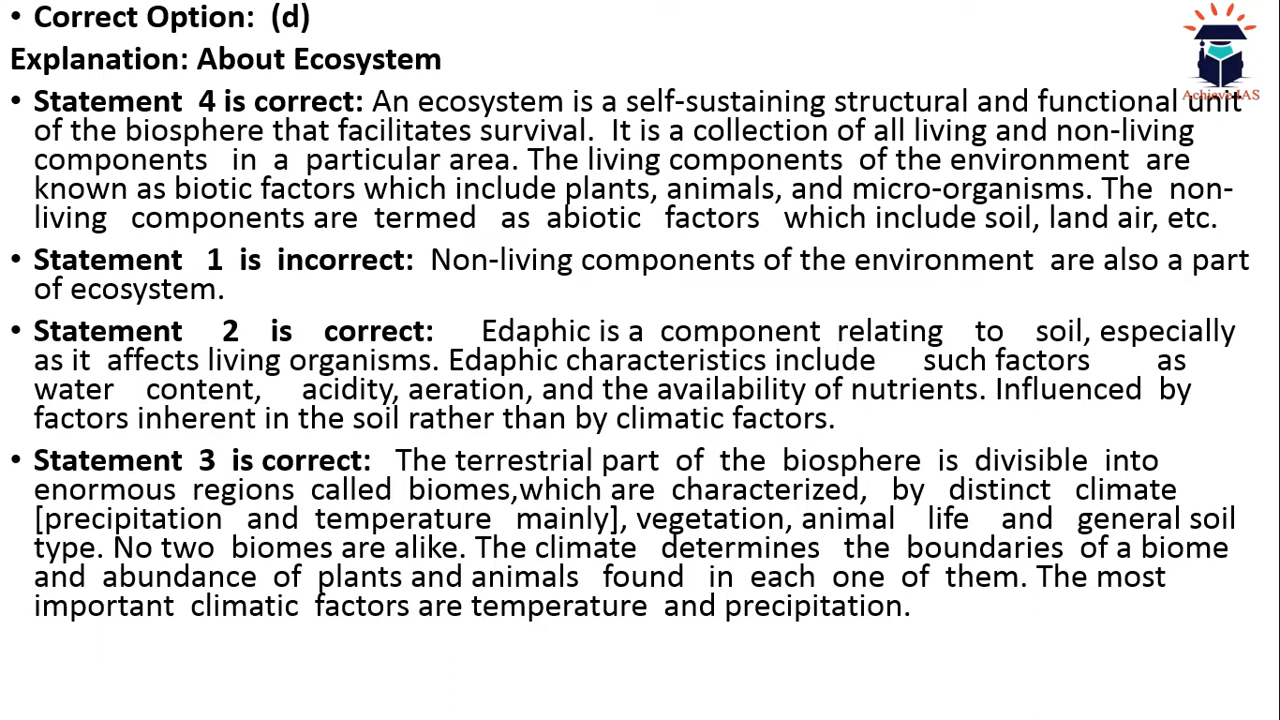 • Correct Option: (d)
Explanation: About Ecosystem
• Statement 4 is correct: An ecosystem is a self-sustaining structural and functional unit
of the biosphere that facilitates survival. It is a collection of all living and non-living
components in a particular area. The living components of the environment are
known as biotic factors which include plants, animals, and micro-organisms. The non-
living components are termed as abiotic factors which include soil, land air, etc.
• Statement 1 is incorrect: Non-living components of the environment are also a part
of ecosystem.
• Statement 2 is correct: Edaphic is a component relating to soil, especially
as it affects living organisms. Edaphic characteristics include such factors as
water content, acidity, aeration, and the availability of nutrients. Influenced by
factors inherent in the soil rather than by climatic factors.
• Statement 3 is correct: The terrestrial part of the biosphere is divisible into
enormous regions called biomes,which are characterized, by distinct climate
[precipitation and temperature mainly], vegetation, animal life and general soil
type. No two biomes are alike. The climate determines the boundaries of a biome
and abundance of plants and animals found in each one of them. The most
important climatic factors are temperature and precipitation.
Achieve IAS